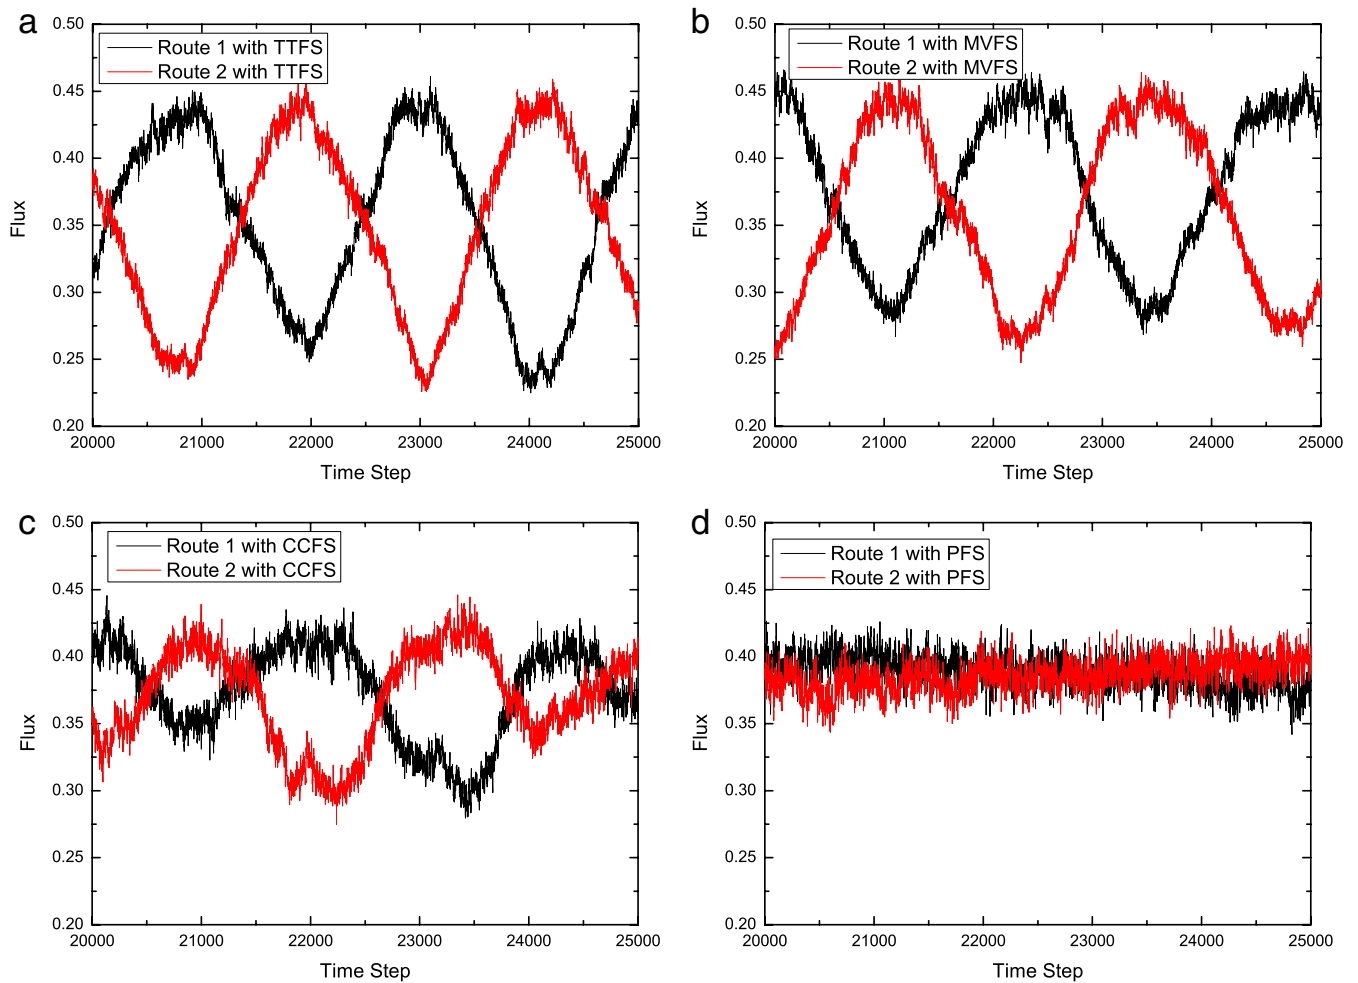 a
Route 1 with TTFS
Route 2 with TTFS
0.50
0.45
0.40
0.35
0.30
0.25
0.20
Flux
20000 21000 22000 23000 24000 25000
Time Step
b
Route 1 with MVFS
Route 2 with MVFS
0.50
0.45
0.40
0.35
0.30
0.25
0.20
Flux
20000 21000 22000 23000 24000 25000
Time Step
c
Route 1 with CCFS
Route 2 with CCFS
0.50
0.45
0.40
0.35
0.30
0.25
0.20
Flux
20000 21000 22000 23000 24000 25000
Time Step
d
Route 1 with PFS
Route 2 with PFS
0.50
0.45
0.40
0.35
0.30
0.25
0.20
Flux
20000 21000 22000 23000 24000 25000
Time Step